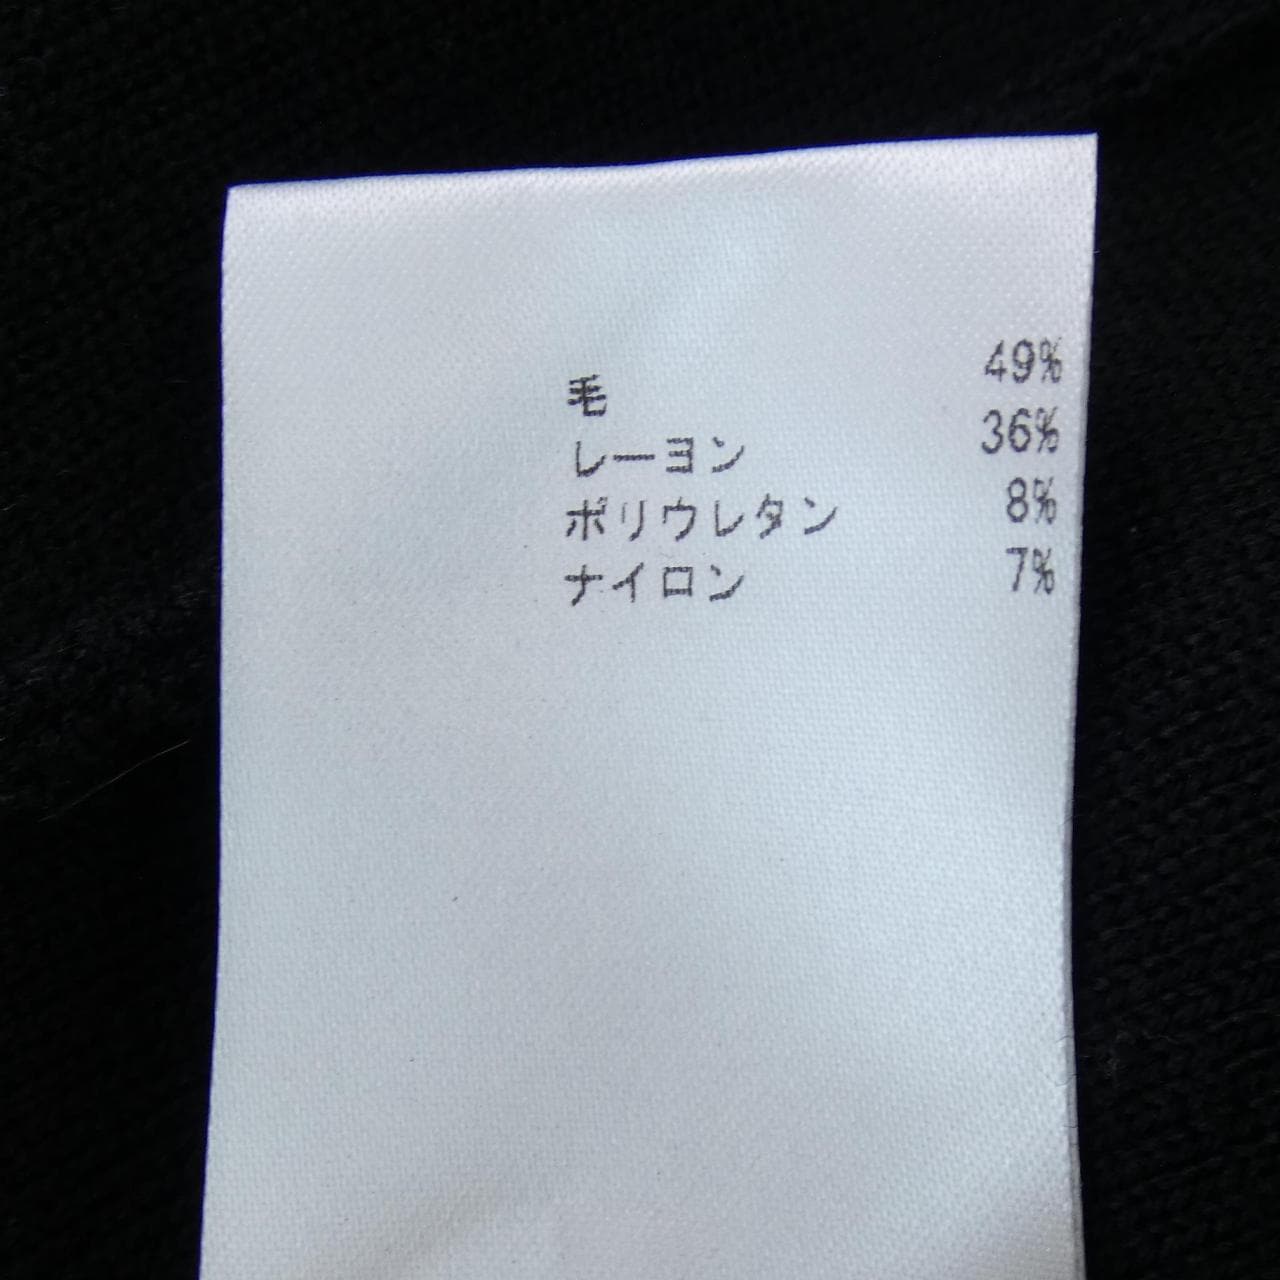 毛 49%
レーヨン 36%
ポリウレタン 8%
ナイロン 7%